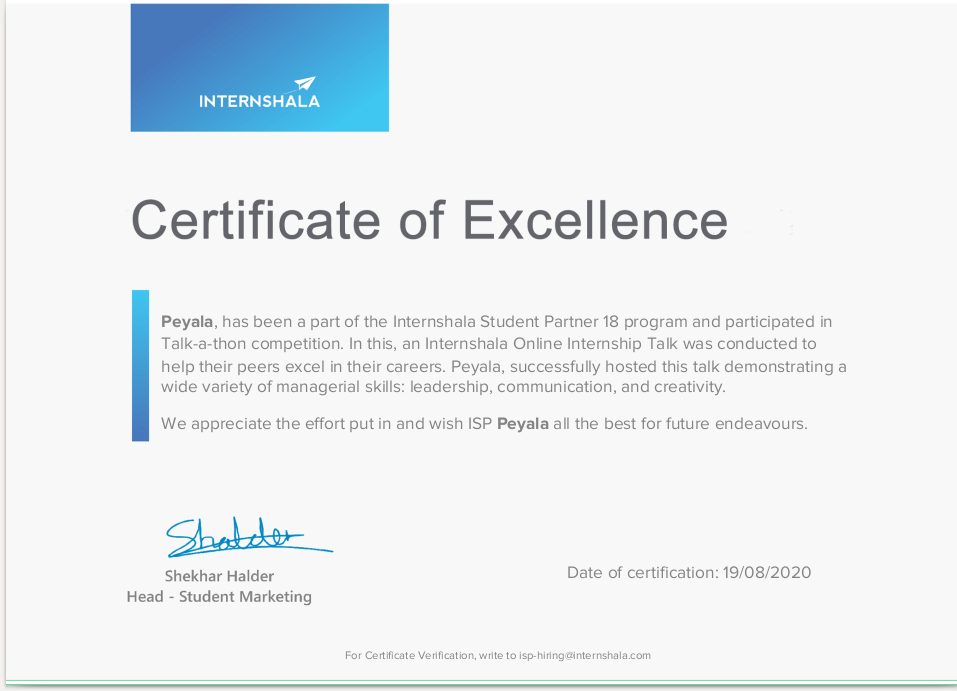 INTERNSHALA
Certificate of Excellence
Peyala, has been a part of the Internshala Student Partner 18 program and participated in
Talk-a-thon competition. In this, an Internshala Online Internship Talk was conducted to
help their peers excel in their careers. Peyala, successfully hosted this talk demonstrating a
wide variety of managerial skills: leadership, communication, and creativity.
We appreciate the effort put in and wish ISP Peyala all the best for future endeavours.
Shalder
Shekhar Halder
Head - Student Marketing
Date of certification: 19/08/2020
For Certificate Verification, write to isp-hiring@internshala.com